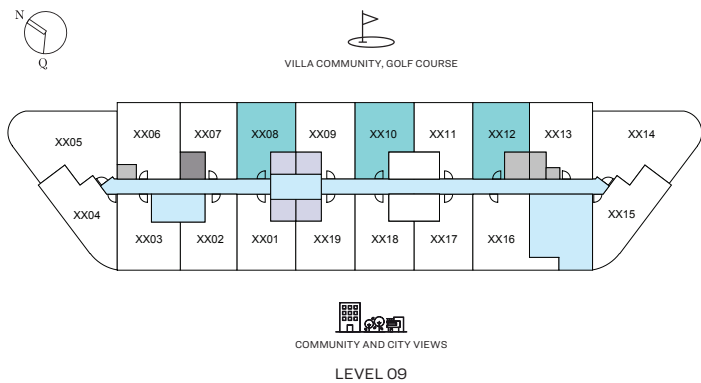 N
Q
VILLA COMMUNITY, GOLF COURSE
XX05
XX06
XX07
XX08
XX09
XX10
XX11
XX12
XX13
XX14
XX04
XX03
XX02
XX01
XX19
XX18
XX17
XX16
XX15
COMMUNITY AND CITY VIEWS
LEVEL 09